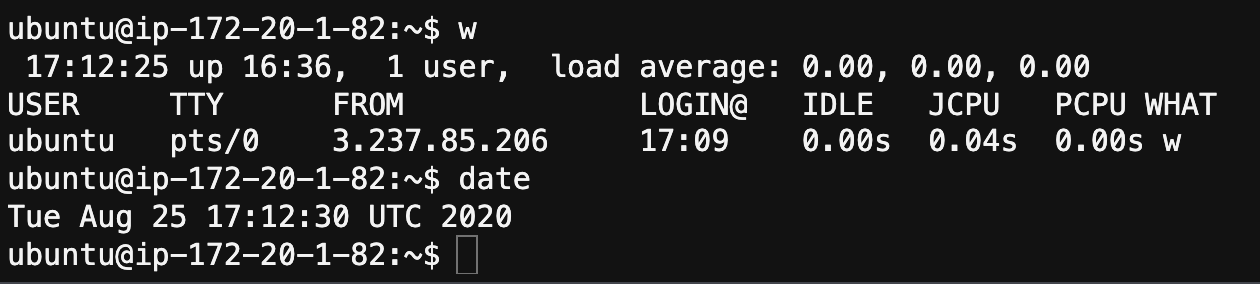 ubuntu@ip-172-20-1-82:~$ w
 17:12:25 up 16:36,  1 user,  load average: 0.00, 0.00, 0.00
USER     TTY      FROM             LOGIN@   IDLE   JCPU   PCPU WHAT
ubuntu   pts/0    3.237.85.206     17:09    0.00s  0.04s  0.00s w
ubuntu@ip-172-20-1-82:~$ date
Tue Aug 25 17:12:30 UTC 2020
ubuntu@ip-172-20-1-82:~$